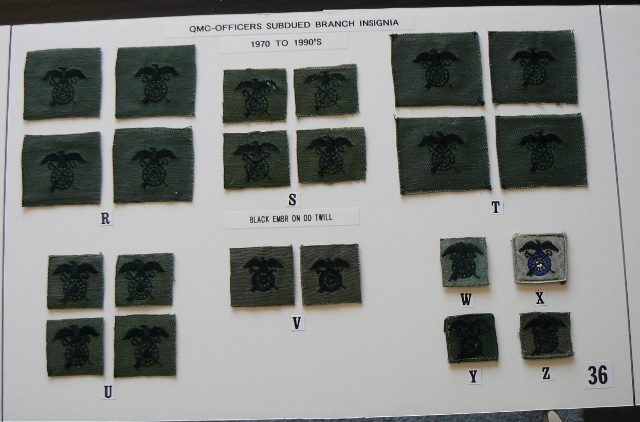 QMC-OFFICERS SUBDUED BRANCH INSIGNIA
1970 TO 1990'S
R
S
T
BLACK EMBR ON OD TWILL
U
V
W
X
Y
Z
36